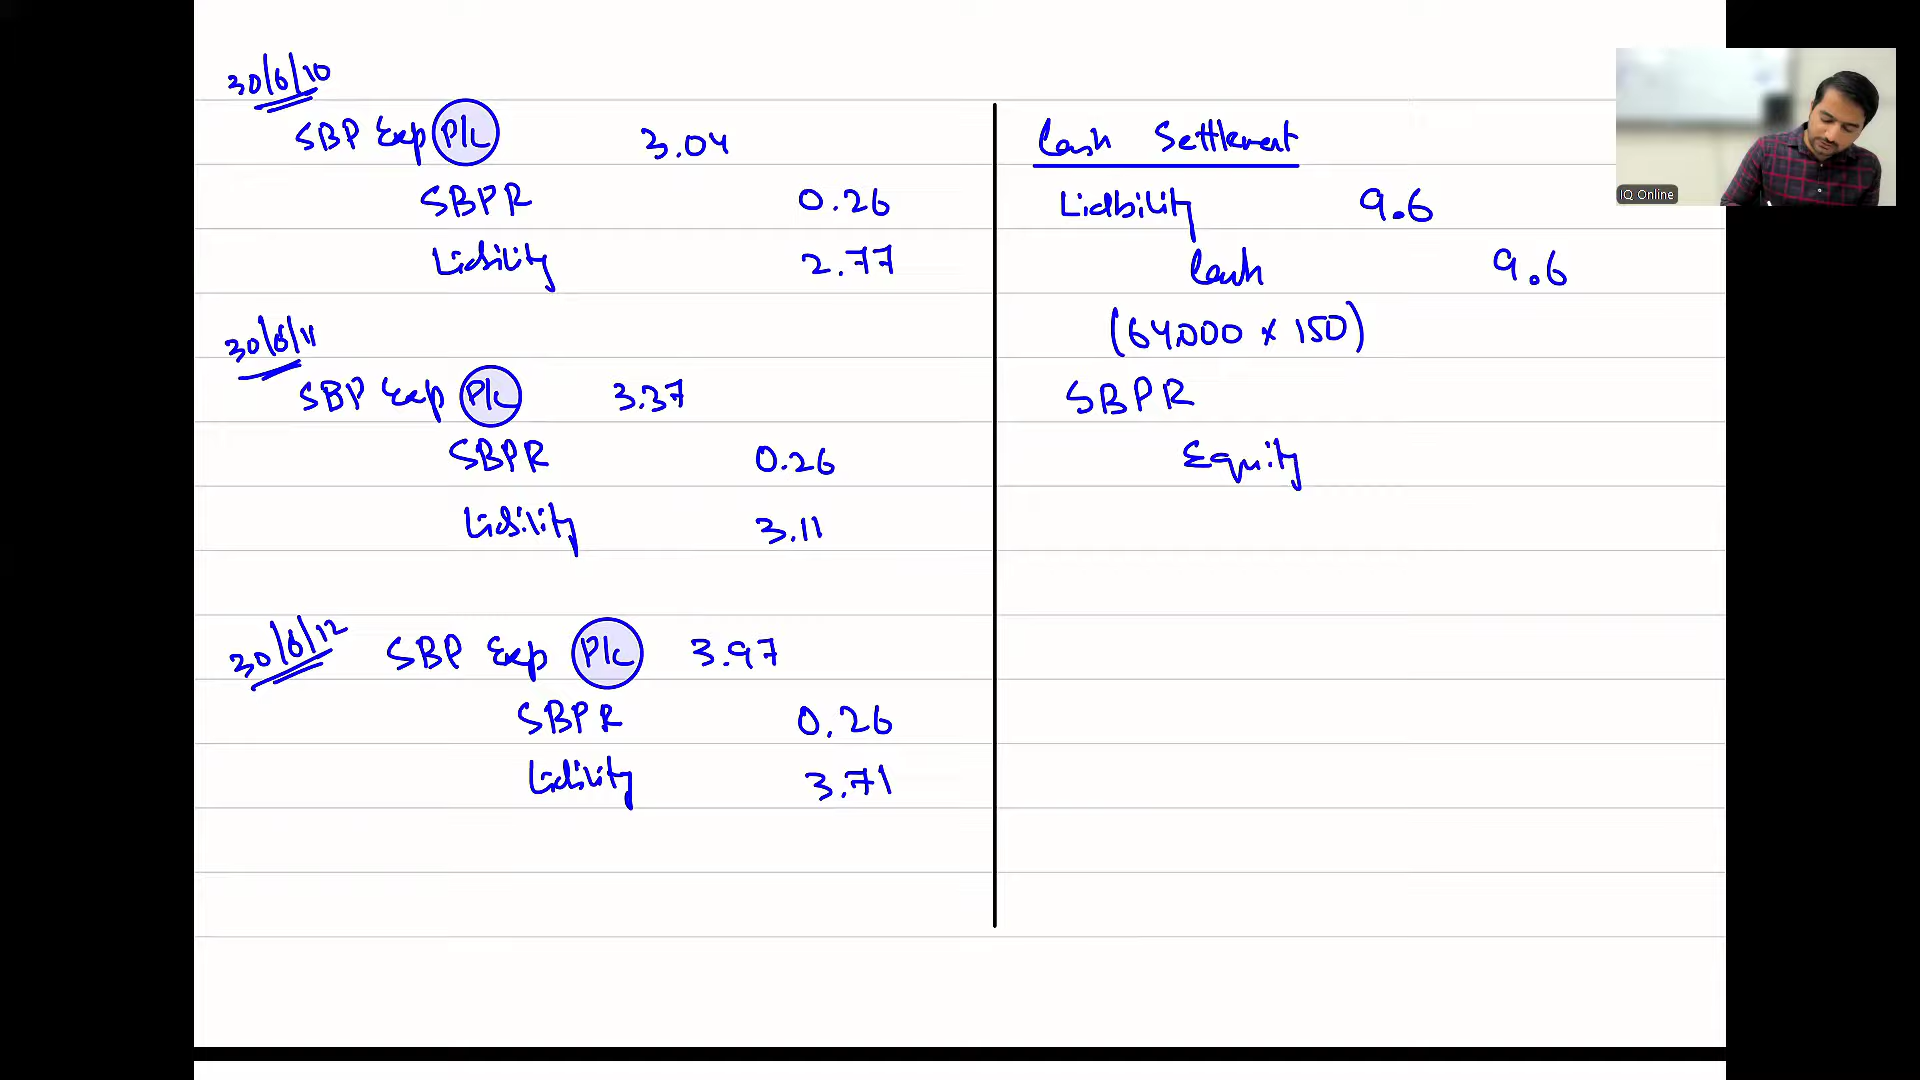 30/6/10
SBP Exp P/L 3.04
SBPR 0.26
Liability 2.77
30/6/11
SBP Exp P/L 3.37
SBPR 0.26
Liability 3.11
30/6/12 SBP Exp P/L 3.97
SBPR 0.26
Liability 3.71
Cash Settlement
Liability 9.6
Cash 9.6
(64000 × 150)
SBPR
Equity
IQ Online